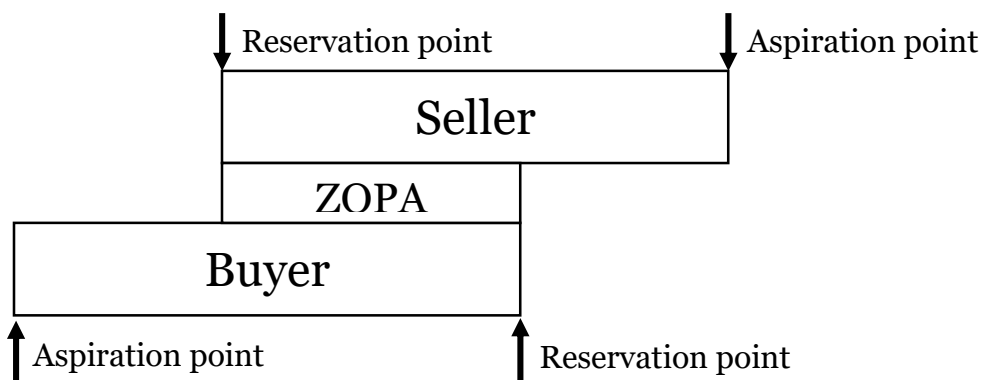 Reservation point
Aspiration point
Seller
ZOPA
Buyer
Aspiration point
Reservation point